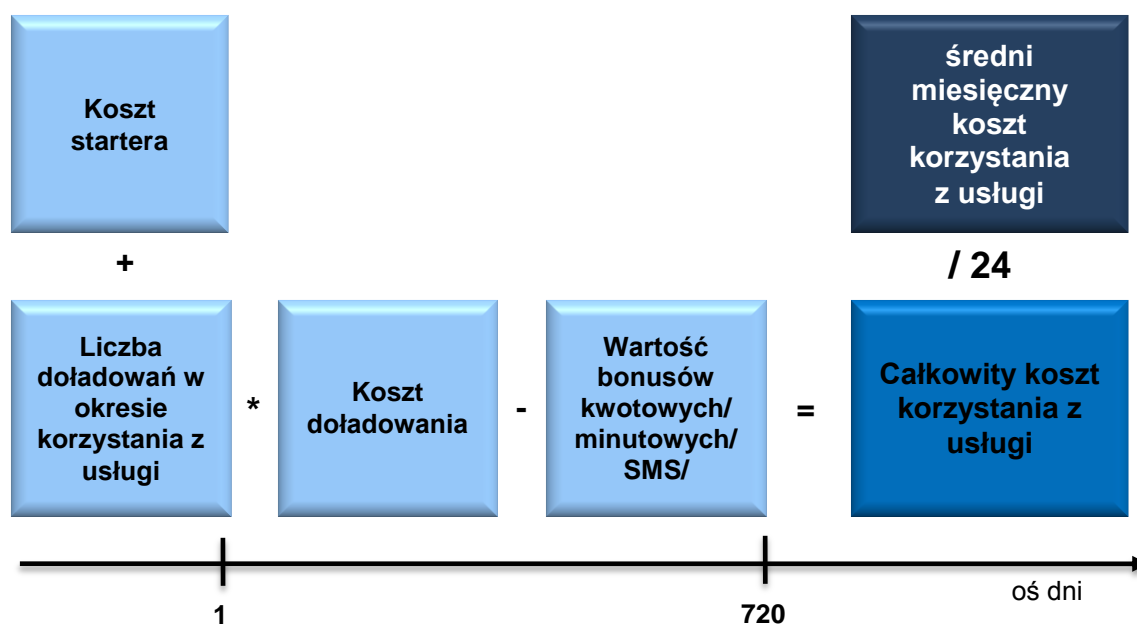 Koszt
startera
średni
miesięczny
koszt
korzystania
z usługi
+
/ 24
Liczba
doładowań w
okresie
korzystania z
usługi
*
Koszt
doładowania
-
Wartość
bonusów
kwotowych/
minutowych/
SMS/
=
Całkowity koszt
korzystania z
usługi
oś dni
1
720